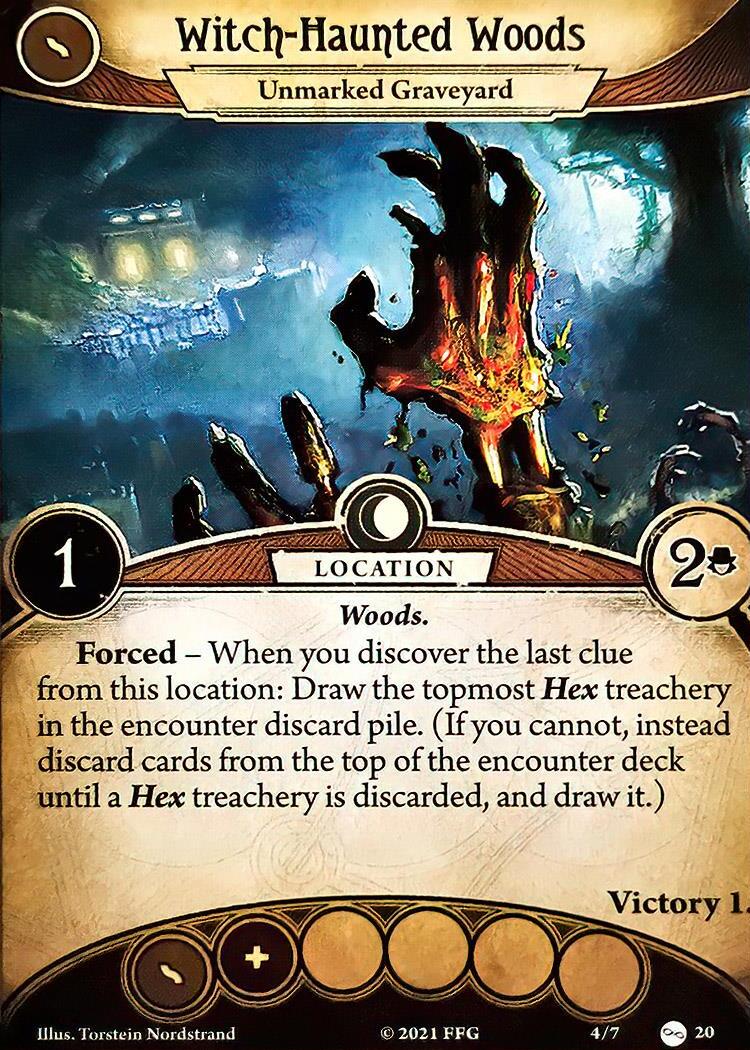 Witch-Haunted Woods
Unmarked Graveyard
1
LOCATION
2
Woods.
Forced – When you discover the last clue
from this location: Draw the topmost Hex treachery
in the encounter discard pile. (If you cannot, instead
discard cards from the top of the encounter deck
until a Hex treachery is discarded, and draw it.)
Victory 1.
Illus. Torstein Nordstrand
© 2021 FFG
4/7
20